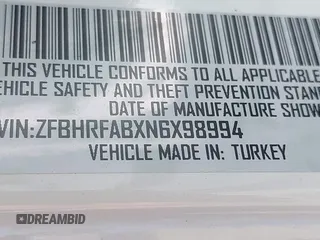 THIS VEHICLE CONFORMS TO ALL APPLICABLE
VEHICLE SAFETY AND THEFT PREVENTION STAN
DATE OF MANUFACTURE SHOW
VIN:ZFBHRFABXN6X98994
VEHICLE MADE IN: TURKEY
DREAMBID